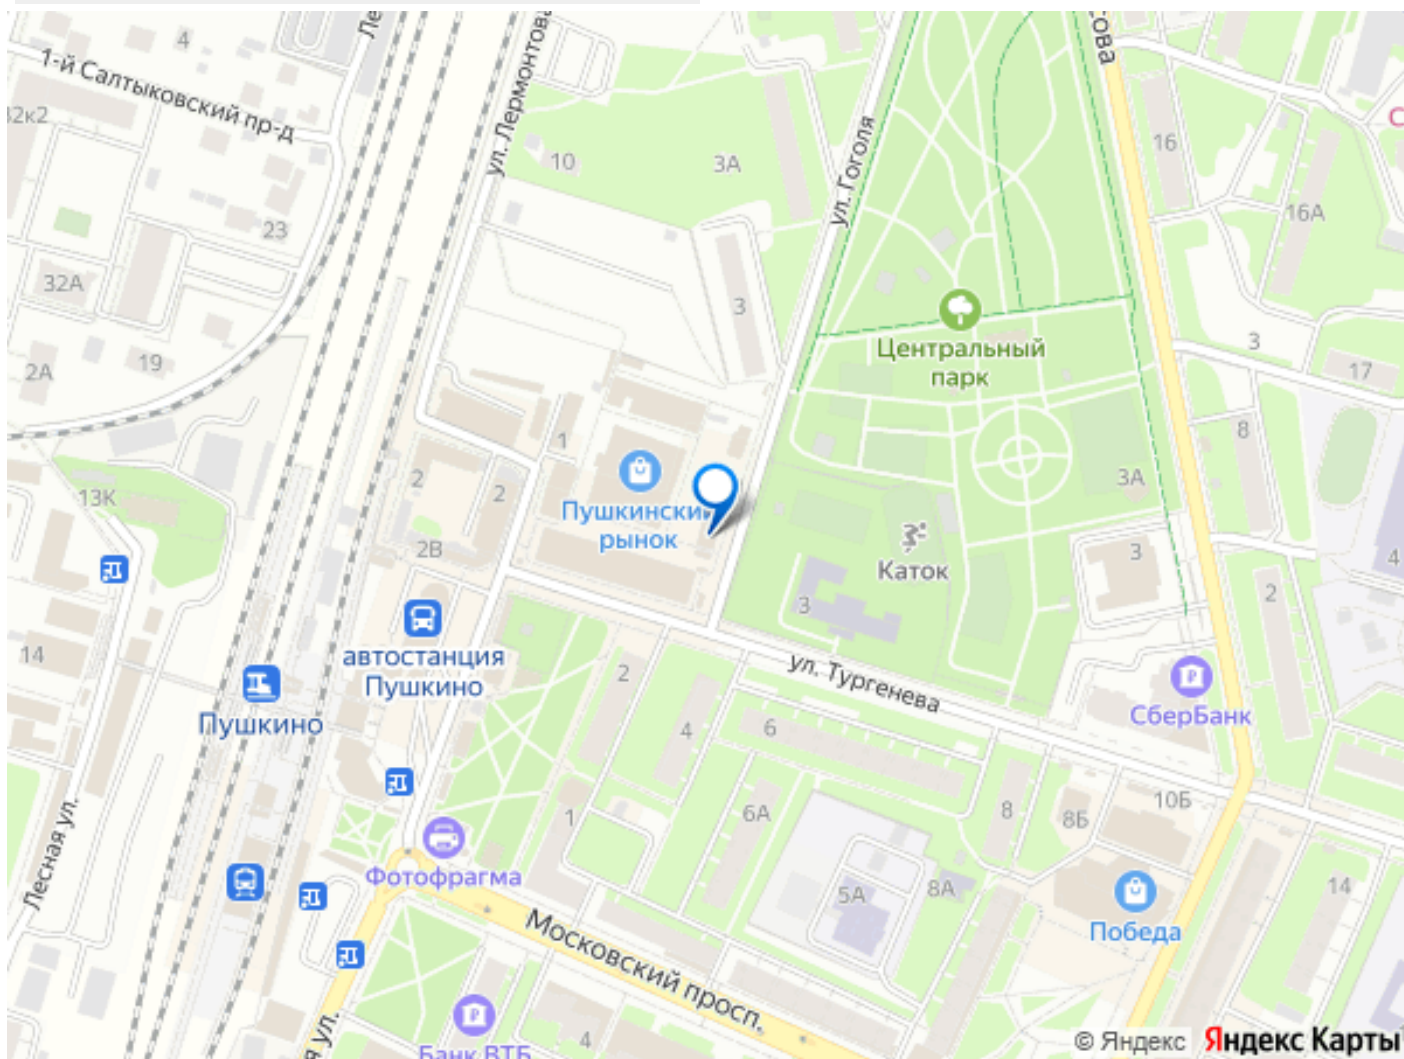 4
1-й Салтыковский пр-д
32к2
ул. Лермонтова
10
3А
ул. Гоголя
16
16А
23
32А
3
Центральный
парк
3
17
2А
19
8
1
2
2
3А
13К
Пушкинский
рынок
2В
Каток
3
4
3
2
14
автостанция
Пушкино
ул. Тургенева
2
4
6
СберБанк
Пушкино
6А
8
8Б
10Б
1
Лесная ул.
Фотофрагма
5А
8А
14
Победа
Московский просп.
ул.
4
Банк ВТБ
© Яндекс Яндекс Карты